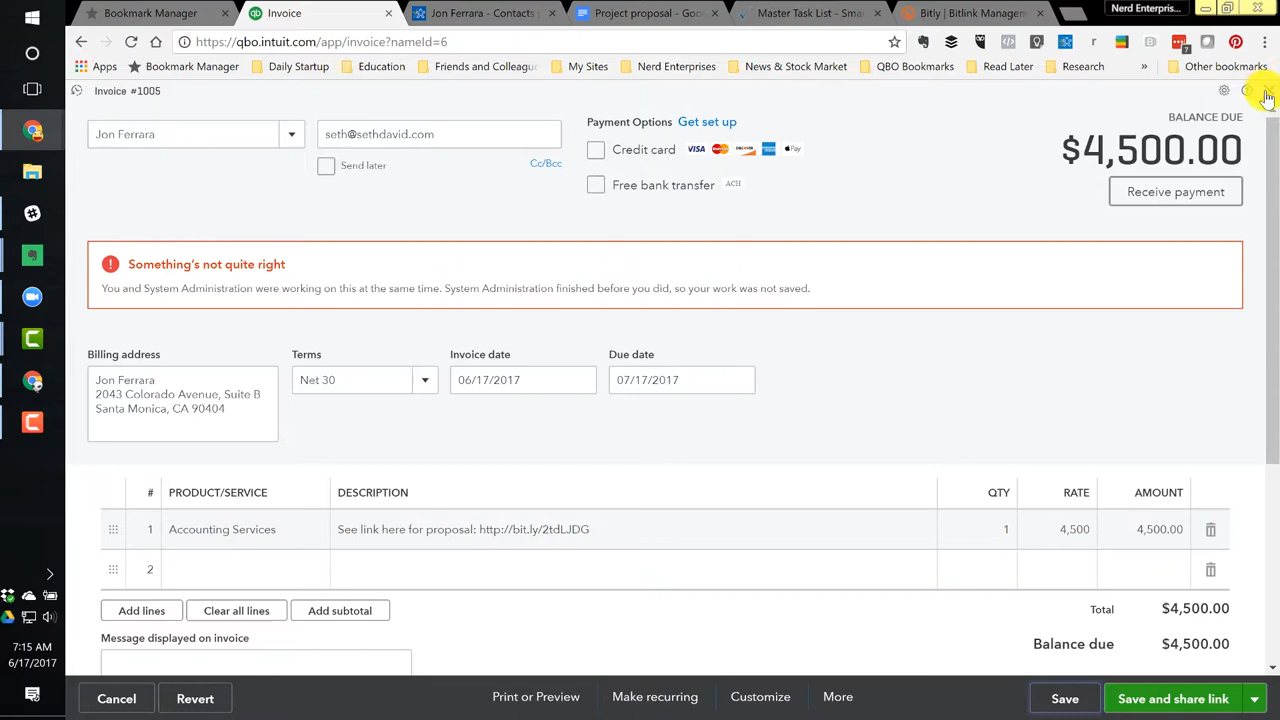 Bookmark Manager
Invoice
Jon Ferrara - Contacts
Project proposal - Goo
Master Task List - Sma
Bitly | Bitlink Manage
Nerd Enterpris...
https://qbo.intuit.com/app/invoice?nameId=6
Apps
Bookmark Manager
Daily Startup
Education
Friends and Colleagu
My Sites
Nerd Enterprises
News & Stock Market
QBO Bookmarks
Read Later
Research
»
Other bookmarks
Invoice #1005
Jon Ferrara
seth@sethdavid.com
Send later
Cc/Bcc
Payment Options Get set up
Credit card VISA DISCOVER Pay
Free bank transfer ACH
BALANCE DUE
$4,500.00
Receive payment
Something's not quite right
You and System Administration were working on this at the same time. System Administration finished before you did, so your work was not saved.
Billing address
Terms
Invoice date
Due date
Jon Ferrara
2043 Colorado Avenue, Suite B
Santa Monica, CA 90404
Net 30
06/17/2017
07/17/2017
# PRODUCT/SERVICE DESCRIPTION QTY RATE AMOUNT
1 Accounting Services See link here for proposal: http://bit.ly/2tdLJDG 1 4,500 4,500.00
2
Add lines
Clear all lines
Add subtotal
Total $4,500.00
Message displayed on invoice
Balance due $4,500.00
Cancel
Revert
Print or Preview
Make recurring
Customize
More
Save
Save and share link
7:15 AM
6/17/2017